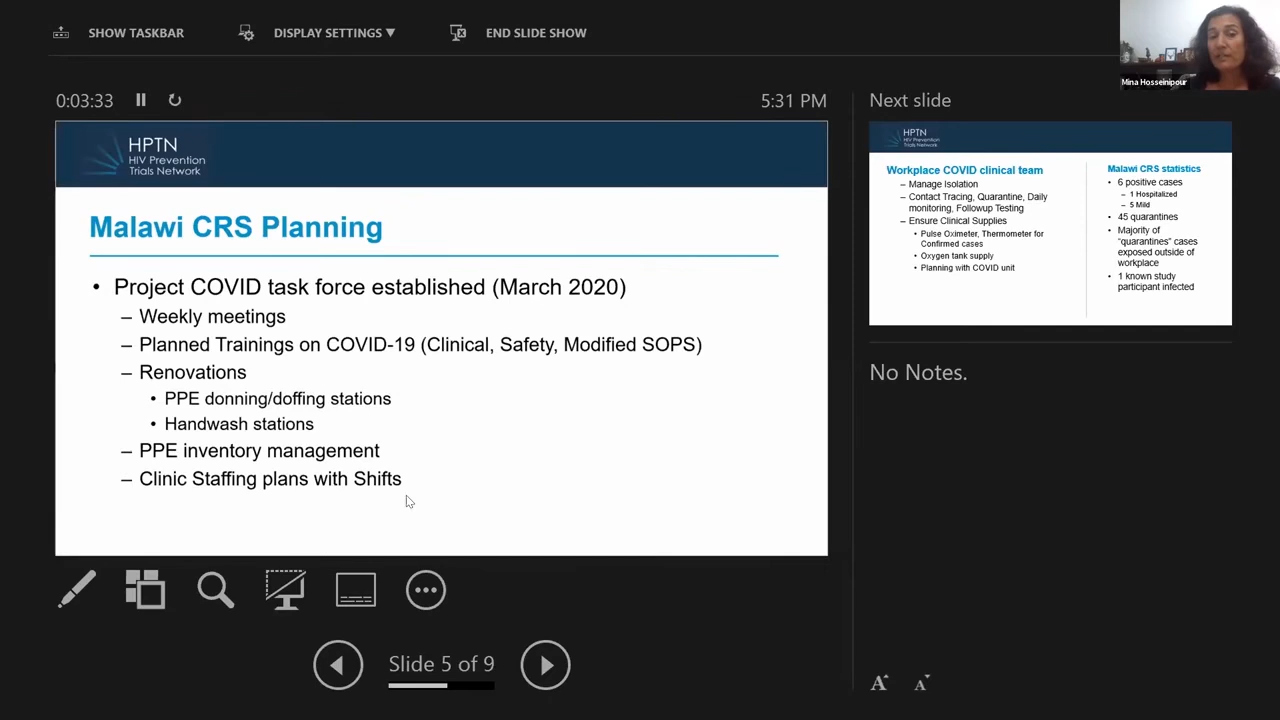 SHOW TASKBAR
DISPLAY SETTINGS ▼
END SLIDE SHOW
Mina Hosseinipour
0:03:33
5:31 PM
Next slide
HPTN
HIV Prevention
Trials Network
Malawi CRS Planning
• Project COVID task force established (March 2020)
– Weekly meetings
– Planned Trainings on COVID-19 (Clinical, Safety, Modified SOPS)
– Renovations
• PPE donning/doffing stations
• Handwash stations
– PPE inventory management
– Clinic Staffing plans with Shifts
HPTN
HIV Prevention
Trials Network
Workplace COVID clinical team
– Manage Isolation
– Contact Tracing, Quarantine, Daily
monitoring, Followup Testing
– Ensure Clinical Supplies
• Pulse Oximeter, Thermometer for
Confirmed cases
• Oxygen tank supply
• Planning with COVID unit
Malawi CRS statistics
• 6 positive cases
– 1 Hospitalized
– 5 Mild
• 45 quarantines
• Majority of
"quarantines" cases
exposed outside of
workplace
• 1 known study
participant infected
No Notes.
Slide 5 of 9
A A